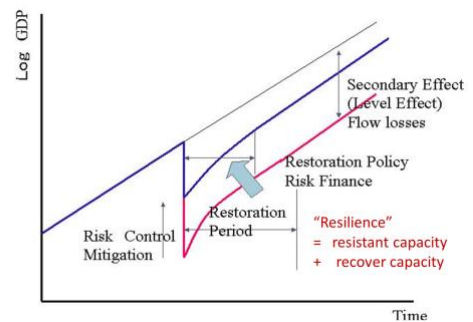 Log GDP
Secondary Effect
(Level Effect)
Flow losses
Restoration Policy
Risk Finance
Restoration
Period
Risk Control
Mitigation
“Resilience”
= resistant capacity
+ recover capacity
Time